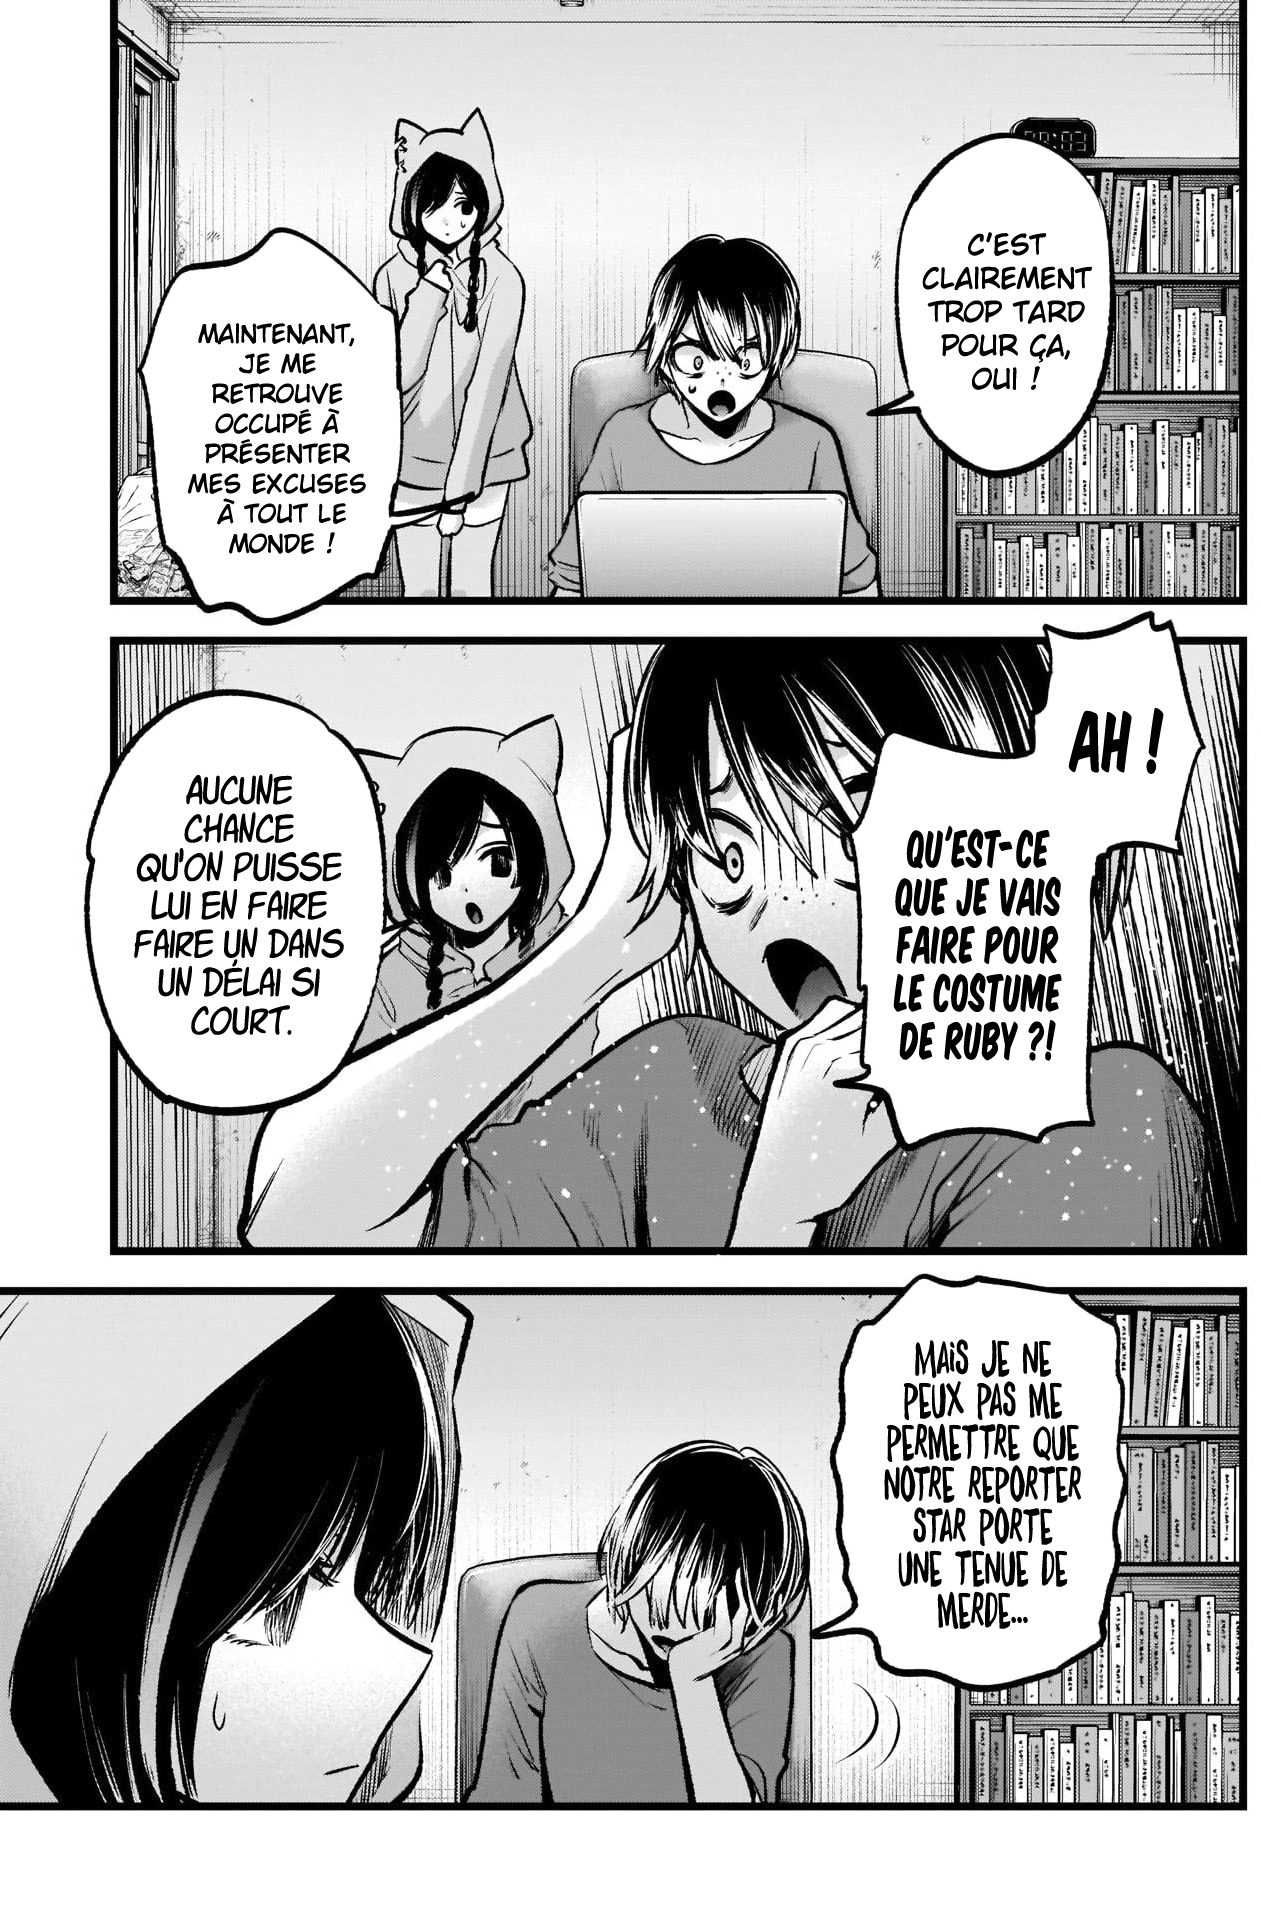 C'EST
CLAIREMENT
TROP TARD
POUR ÇA,
OUI !
MAINTENANT,
JE ME
RETROUVE
OCCUPÉ À
PRÉSENTER
MES EXCUSES
À TOUT LE
MONDE !
AH !
QU'EST-CE
QUE JE VAIS
FAIRE POUR
LE COSTUME
DE RUBY ?!
AUCUNE
CHANCE
QU'ON PUISSE
LUI EN FAIRE
FAIRE UN DANS
UN DÉLAI SI
COURT.
MAIS JE NE
PEUX PAS ME
PERMETTRE QUE
NOTRE REPORTER
STAR PORTE
UNE TENUE DE
MERDE...